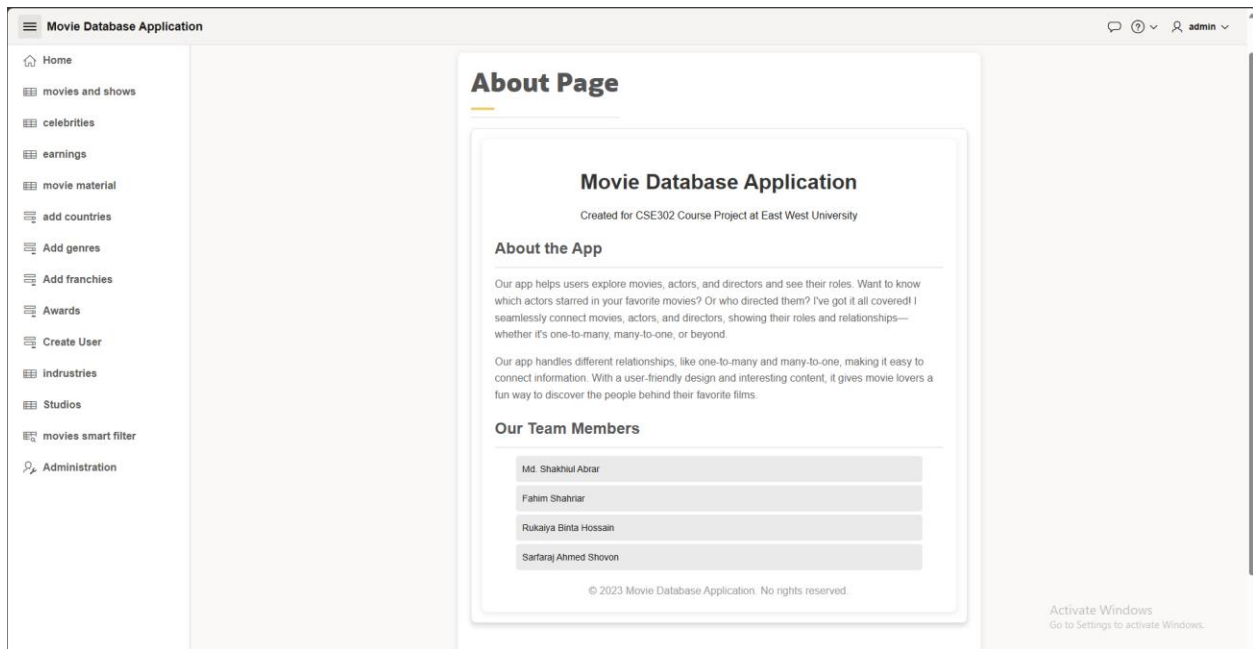 Movie Database Application
admin
Home
movies and shows
celebrities
earnings
movie material
add countries
Add genres
Add franchies
Awards
Create User
indrustries
Studios
movies smart filter
Administration
About Page
Movie Database Application
Created for CSE302 Course Project at East West University
About the App
Our app helps users explore movies, actors, and directors and see their roles. Want to know
which actors starred in your favorite movies? Or who directed them? I've got it all covered! I
seamlessly connect movies, actors, and directors, showing their roles and relationships—
whether it's one-to-many, many-to-one, or beyond.
Our app handles different relationships, like one-to-many and many-to-one, making it easy to
connect information. With a user-friendly design and interesting content, it gives movie lovers a
fun way to discover the people behind their favorite films.
Our Team Members
Md. Shakhiul Abrar
Fahim Shahriar
Rukaiya Binta Hossain
Sarfaraj Ahmed Shovon
© 2023 Movie Database Application. No rights reserved.
Activate Windows
Go to Settings to activate Windows.